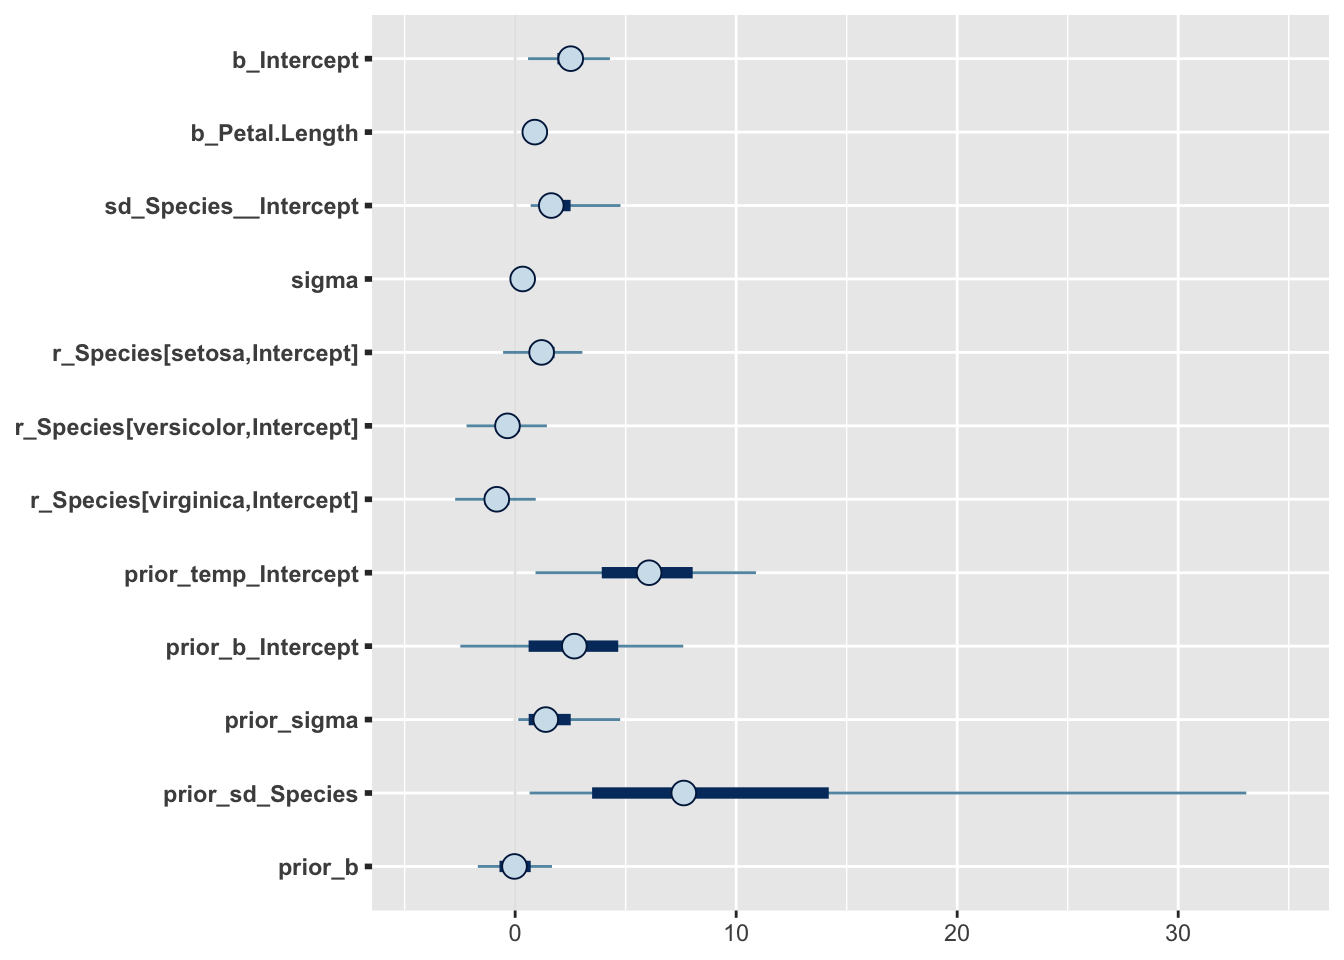 b_Intercept
b_Petal.Length
sd_Species__Intercept
sigma
r_Species[setosa,Intercept]
r_Species[versicolor,Intercept]
r_Species[virginica,Intercept]
prior_temp_Intercept
prior_b_Intercept
prior_sigma
prior_sd_Species
prior_b
0 10 20 30